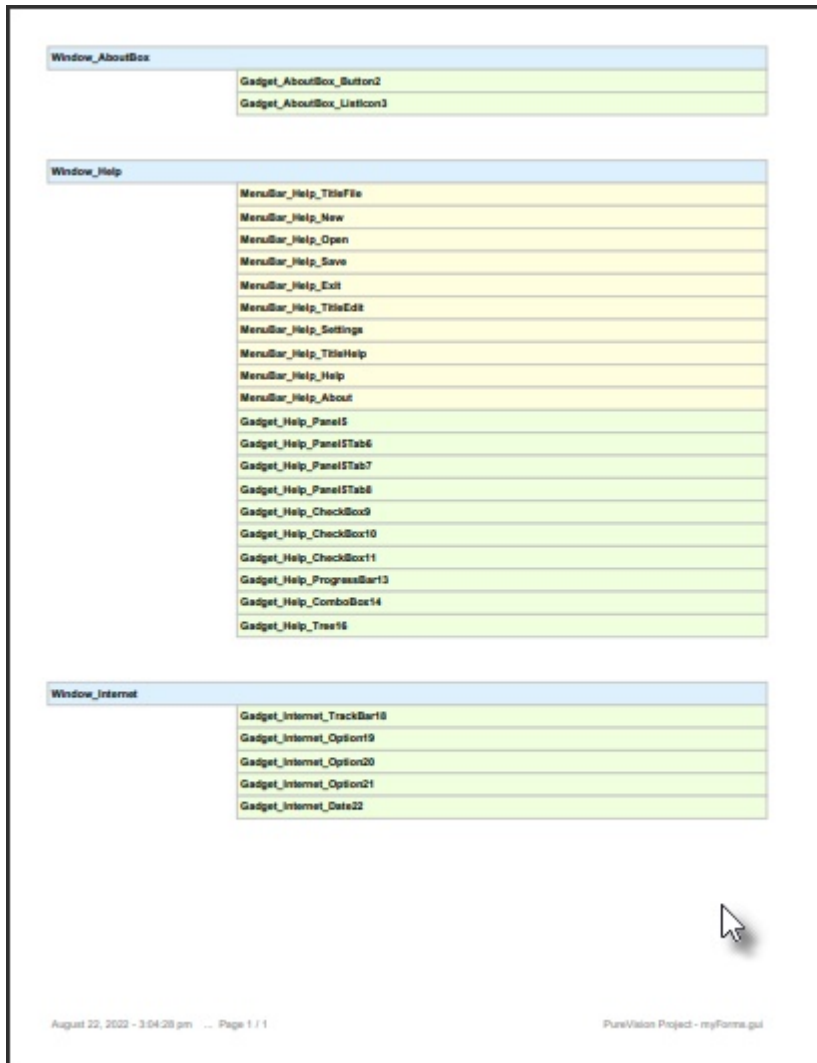 Window_AboutBox
Gadget_AboutBox_Button2
Gadget_AboutBox_ListIcon3
Window_Help
MenuBar_Help_TitleFile
MenuBar_Help_New
MenuBar_Help_Open
MenuBar_Help_Save
MenuBar_Help_Exit
MenuBar_Help_TitleEdit
MenuBar_Help_Settings
MenuBar_Help_TitleHelp
MenuBar_Help_Help
MenuBar_Help_About
Gadget_Help_Panel5
Gadget_Help_Panel5Tab6
Gadget_Help_Panel5Tab7
Gadget_Help_Panel5Tab8
Gadget_Help_CheckBox9
Gadget_Help_CheckBox10
Gadget_Help_CheckBox11
Gadget_Help_ProgressBar13
Gadget_Help_ComboBox14
Gadget_Help_Tree16
Window_Internet
Gadget_Internet_TrackBar18
Gadget_Internet_Option19
Gadget_Internet_Option20
Gadget_Internet_Option21
Gadget_Internet_Date22
August 22, 2022 - 3:04:28 pm ... Page 1 / 1 PureVision Project - myForms.gui